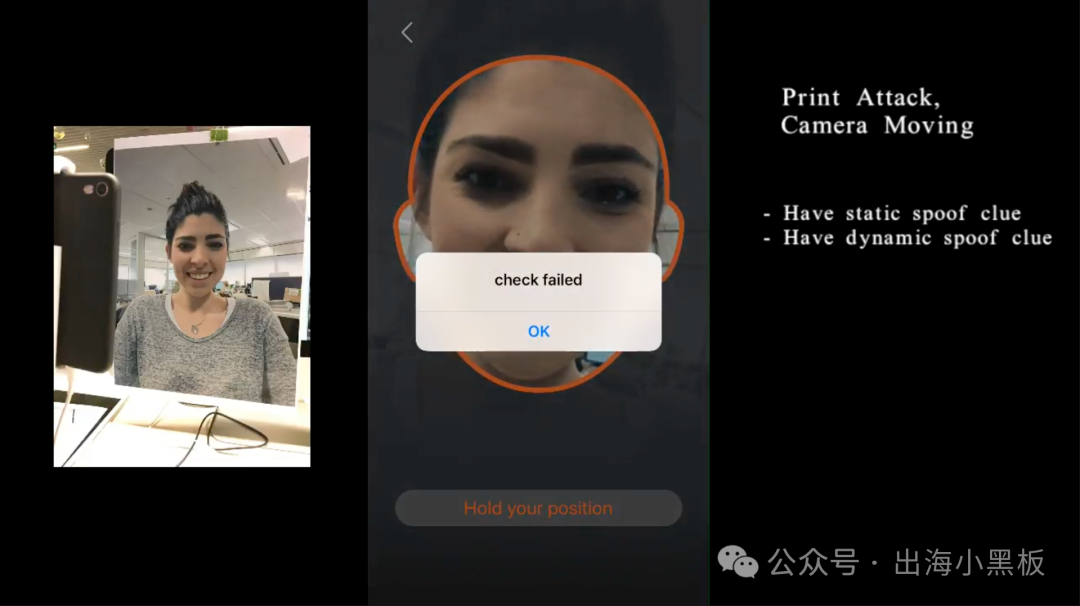 check failed
OK
Hold your position
Print Attack,
Camera Moving
- Have static spoof clue
- Have dynamic spoof clue
公众号 · 出海小黑板